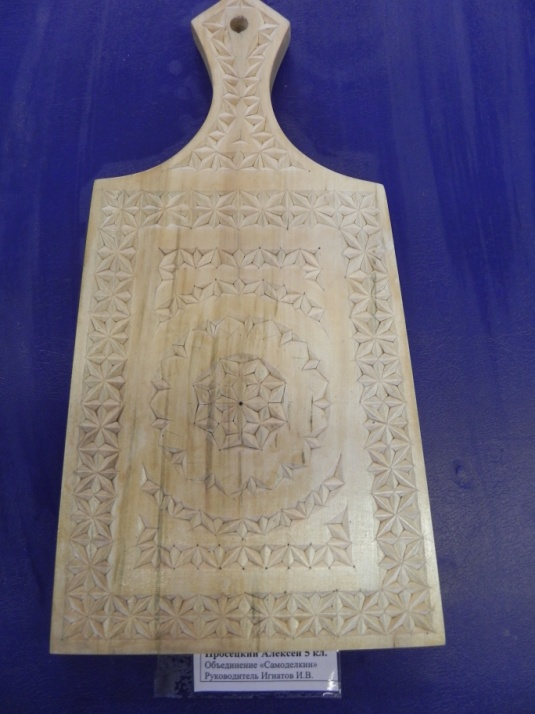 Просецкий Алексей 5 кл.
Объединение «Самоделкин»
Руководитель Игнатов И.В.